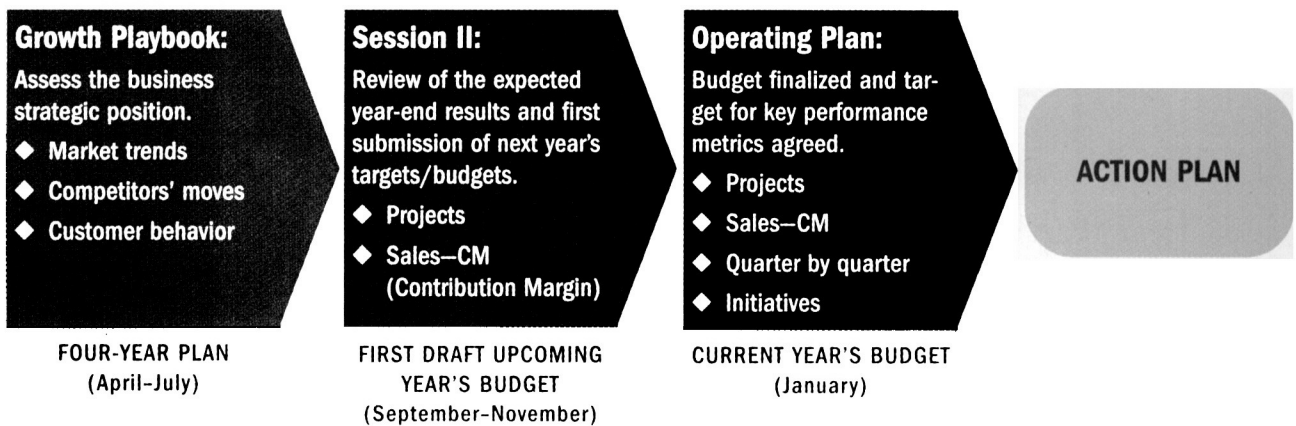 Growth Playbook:
Assess the business
strategic position.
◆ Market trends
◆ Competitors' moves
◆ Customer behavior
FOUR-YEAR PLAN
(April–July)
Session II:
Review of the expected
year-end results and first
submission of next year's
targets/budgets.
◆ Projects
◆ Sales—CM
(Contribution Margin)
FIRST DRAFT UPCOMING
YEAR'S BUDGET
(September–November)
Operating Plan:
Budget finalized and tar-
get for key performance
metrics agreed.
◆ Projects
◆ Sales—CM
◆ Quarter by quarter
◆ Initiatives
CURRENT YEAR'S BUDGET
(January)
ACTION PLAN